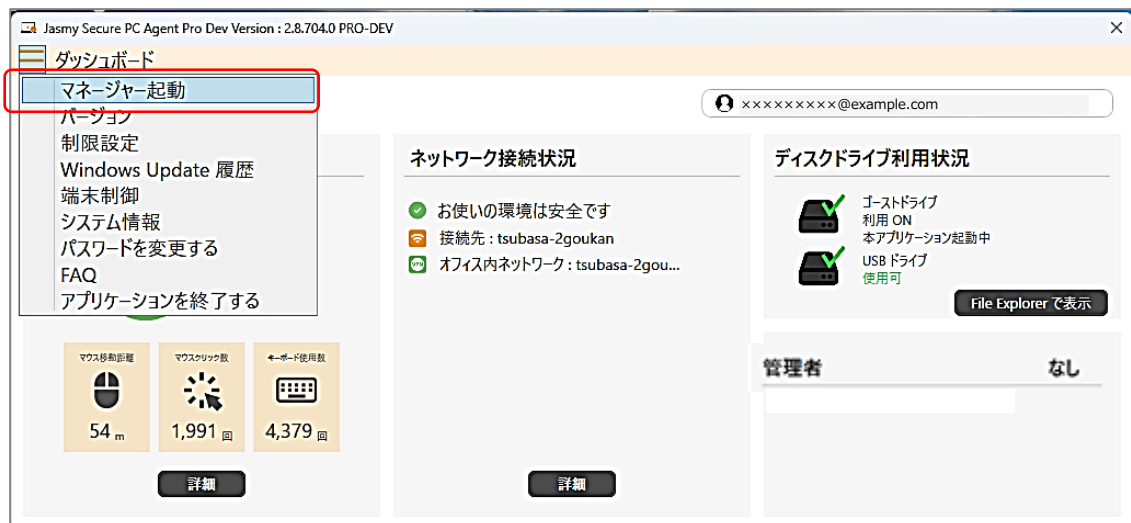 Jasmy Secure PC Agent Pro Dev Version : 2.8.704.0 PRO-DEV
ダッシュボード
マネージャー起動
バージョン
制限設定
Windows Update 履歴
端末制御
システム情報
パスワードを変更する
FAQ
アプリケーションを終了する
×××××××××@example.com
マウス移動距離
54 m
マウスクリック数
1,991 回
キーボード使用数
4,379 回
詳細
ネットワーク接続状況
お使いの環境は安全です
接続先 : tsubasa-2goukan
VPN
オフィス内ネットワーク : tsubasa-2gou...
詳細
ディスクドライブ利用状況
ゴーストドライブ
利用 ON
本アプリケーション起動中
USB ドライブ
使用可
File Explorer で表示
管理者 なし